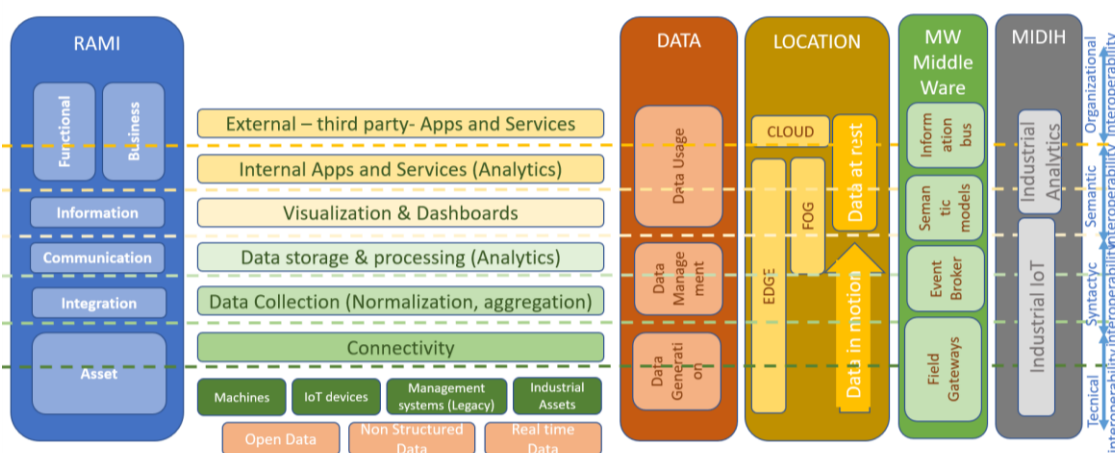 RAMI
Functional
Business
Information
Communication
Integration
Asset
External – third party- Apps and Services
Internal Apps and Services (Analytics)
Visualization & Dashboards
Data storage & processing (Analytics)
Data Collection (Normalization, aggregation)
Connectivity
Machines
IoT devices
Management
systems (Legacy)
Industrial
Assets
Open Data
Non Structured
Data
Real time
Data
DATA
Data Usage
Data
Manage
ment
Data
Generati
on
LOCATION
CLOUD
EDGE
FOG
Data at rest
Data in motion
MW
Middle
Ware
Inform
ation
bus
Seman
tic
models
Event
Broker
Field
Gateways
MIDIH
Industrial
Analytics
Industrial IoT
Organizational
interoperability
Semantic
interoperability
Syntactyc
interoperability
Tecnical
interoperability